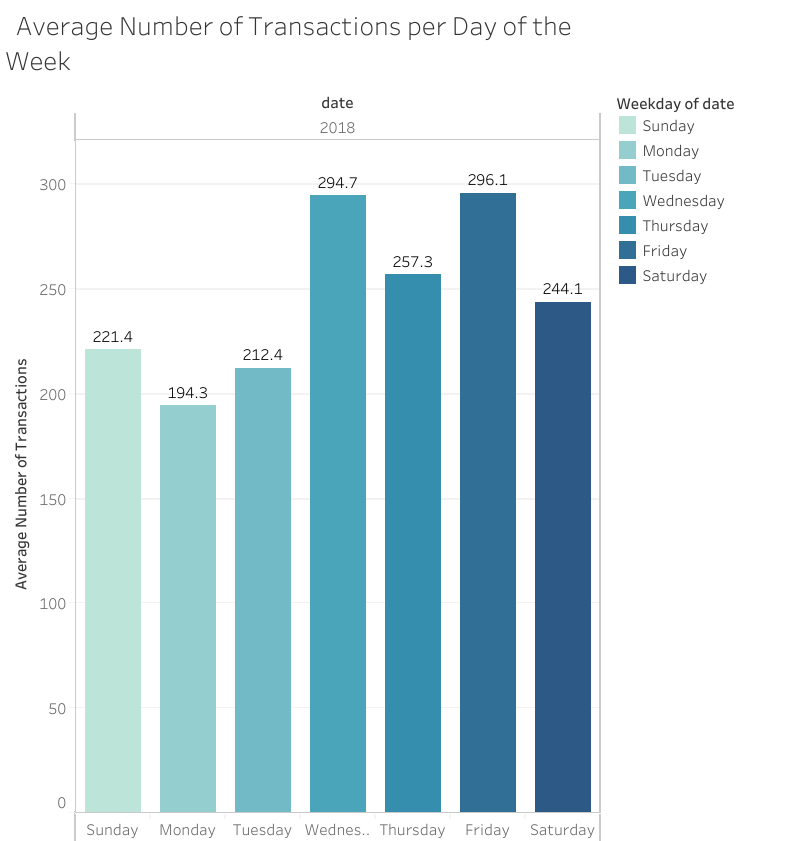 Average Number of Transactions per Day of the
Week
date
2018
Weekday of date
Sunday
Monday
Tuesday
Wednesday
Thursday
Friday
Saturday
Average Number of Transactions
300
250
200
150
100
50
0
221.4
194.3
212.4
294.7
257.3
296.1
244.1
Sunday Monday Tuesday Wednes.. Thursday Friday Saturday